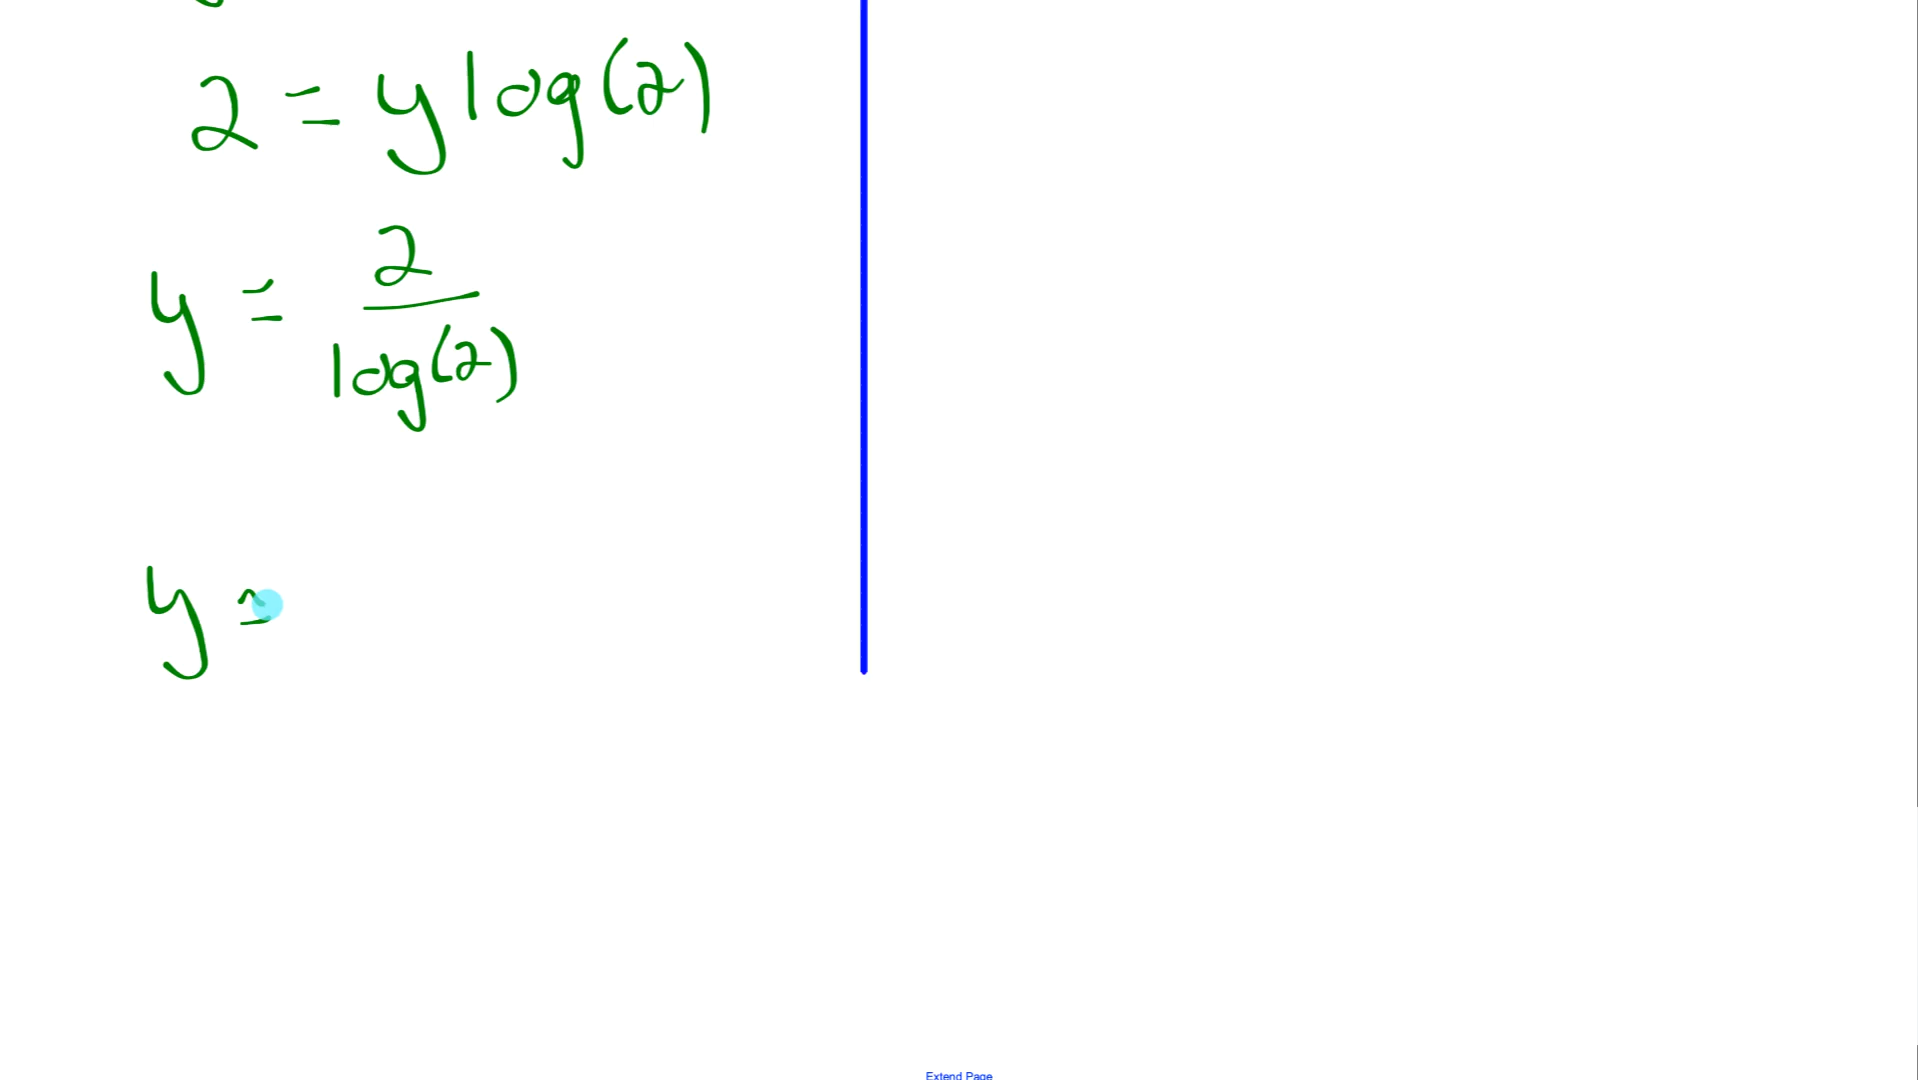 2 = y log(2)
y = 2/log(2)
y ≈
Extend Page